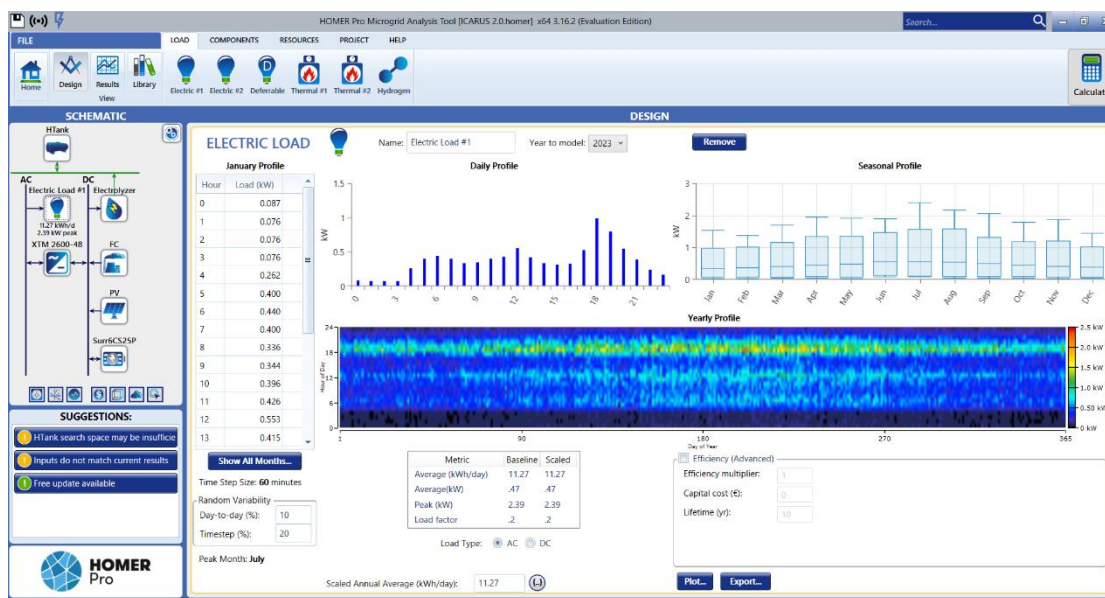 HOMER Pro Microgrid Analysis Tool [ICARUS 2.0.homer] x64 3.16.2 (Evaluation Edition)
Search...
FILE
LOAD COMPONENTS RESOURCES PROJECT HELP
Home
Design
Results
Library
View
Electric #1 Electric #2 Deferrable Thermal #1 Thermal #2 Hydrogen
Calculat
SCHEMATIC
DESIGN
HTank
AC DC
Electric Load #1 Electrolyzer
11.27 kWh/d
2.39 kW peak
XTM 2600-48 FC
PV
Surr6CS25P
SUGGESTIONS:
HTank search space may be insufficie
Inputs do not match current results
Free update available
HOMER
Pro
ELECTRIC LOAD
Name: Electric Load #1
Year to model: 2023
Remove
January Profile
Hour Load (kW)
0 0.087
1 0.076
2 0.076
3 0.076
4 0.262
5 0.400
6 0.440
7 0.400
8 0.336
9 0.344
10 0.396
11 0.426
12 0.553
13 0.415
Show All Months...
Time Step Size: 60 minutes
Random Variability
Day-to-day (%): 10
Timestep (%): 20
Peak Month: July
Daily Profile
kW
1.5
1
0.5
0
0 3 6 9 12 15 18 21
Seasonal Profile
kW
3
2
1
0
Jan Feb Mar Apr May Jun Jul Aug Sep Oct Nov Dec
Yearly Profile
Hour of Day
24
18
12
6
0
1 90 180 270 365
Day of Year
2.5 kW
2.0 kW
1.5 kW
1.0 kW
0.50 kW
0 kW
Metric Baseline Scaled
Average (kWh/day) 11.27 11.27
Average(kW) .47 .47
Peak (kW) 2.39 2.39
Load factor .2 .2
Load Type: AC DC
Scaled Annual Average (kWh/day): 11.27 {..}
Efficiency (Advanced)
Efficiency multiplier: 1
Capital cost (€): 0
Lifetime (yr): 10
Plot... Export...